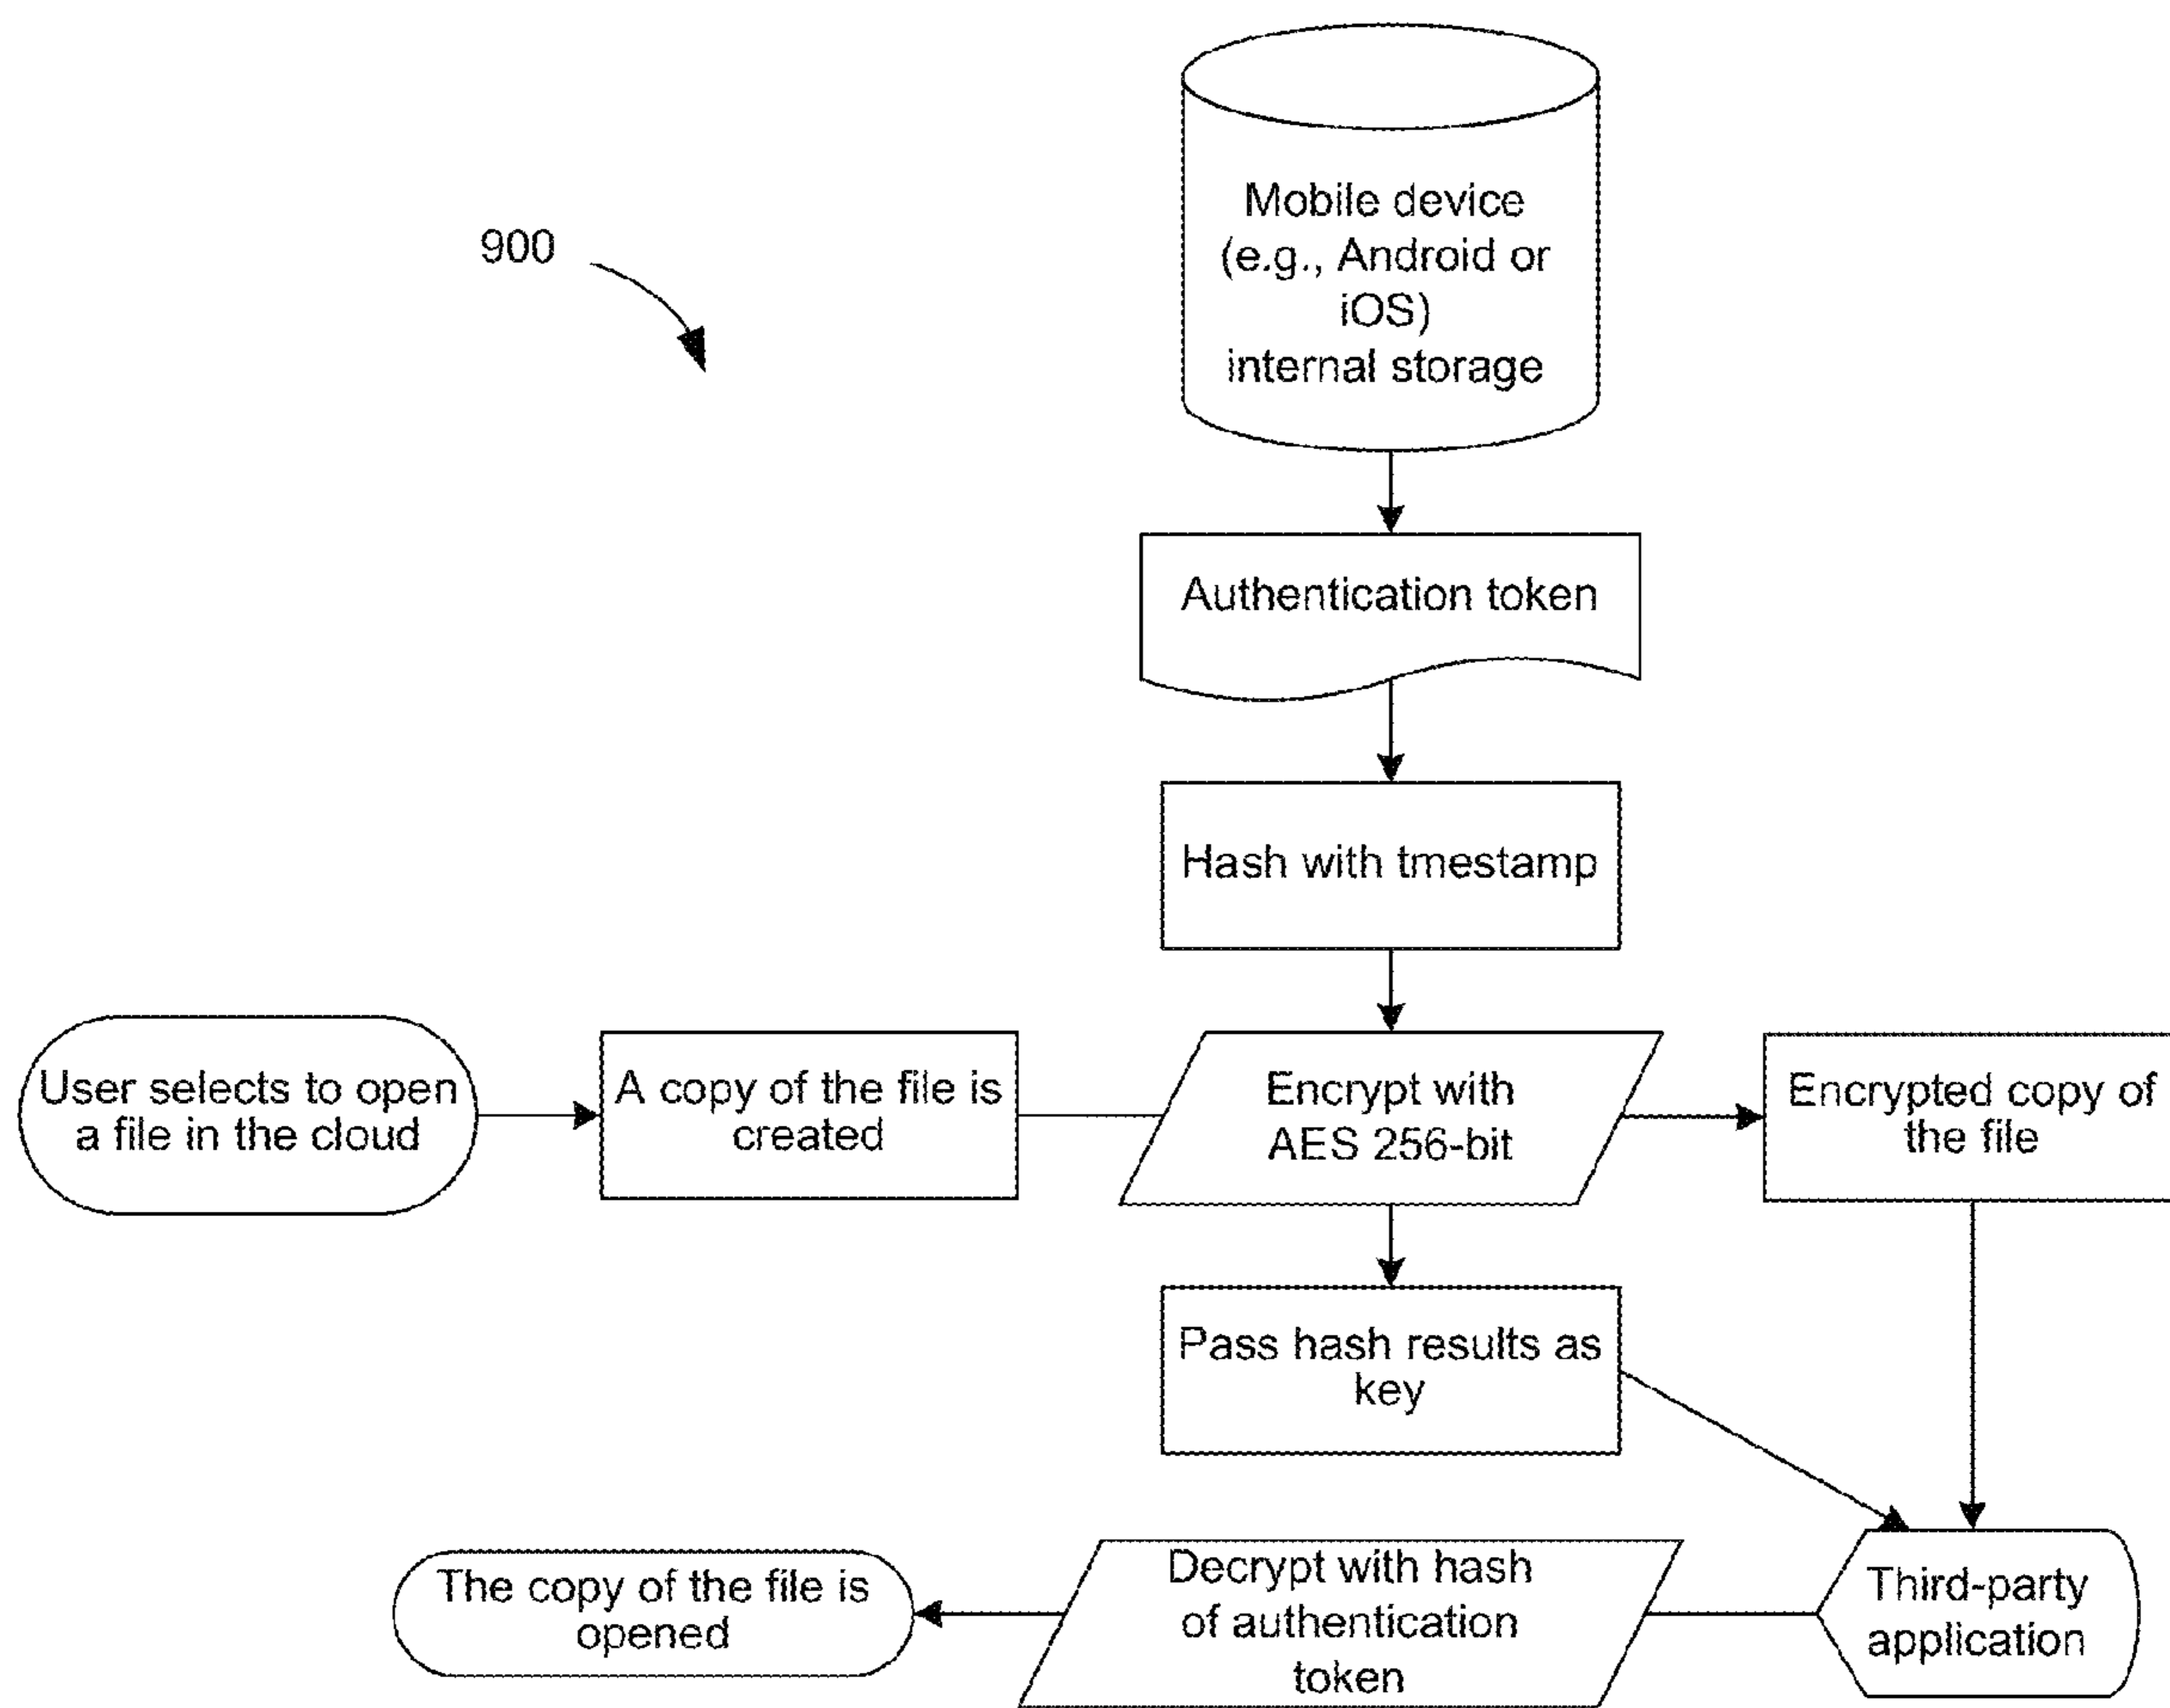 900
Mobile device
(e.g., Android or
iOS)
internal storage
Authentication token
Hash with tmestamp
User selects to open
a file in the cloud
A copy of the file is
created
Encrypt with
AES 256-bit
Encrypted copy of
the file
Pass hash results as
key
The copy of the file is
opened
Decrypt with hash
of authentication
token
Third-party
application